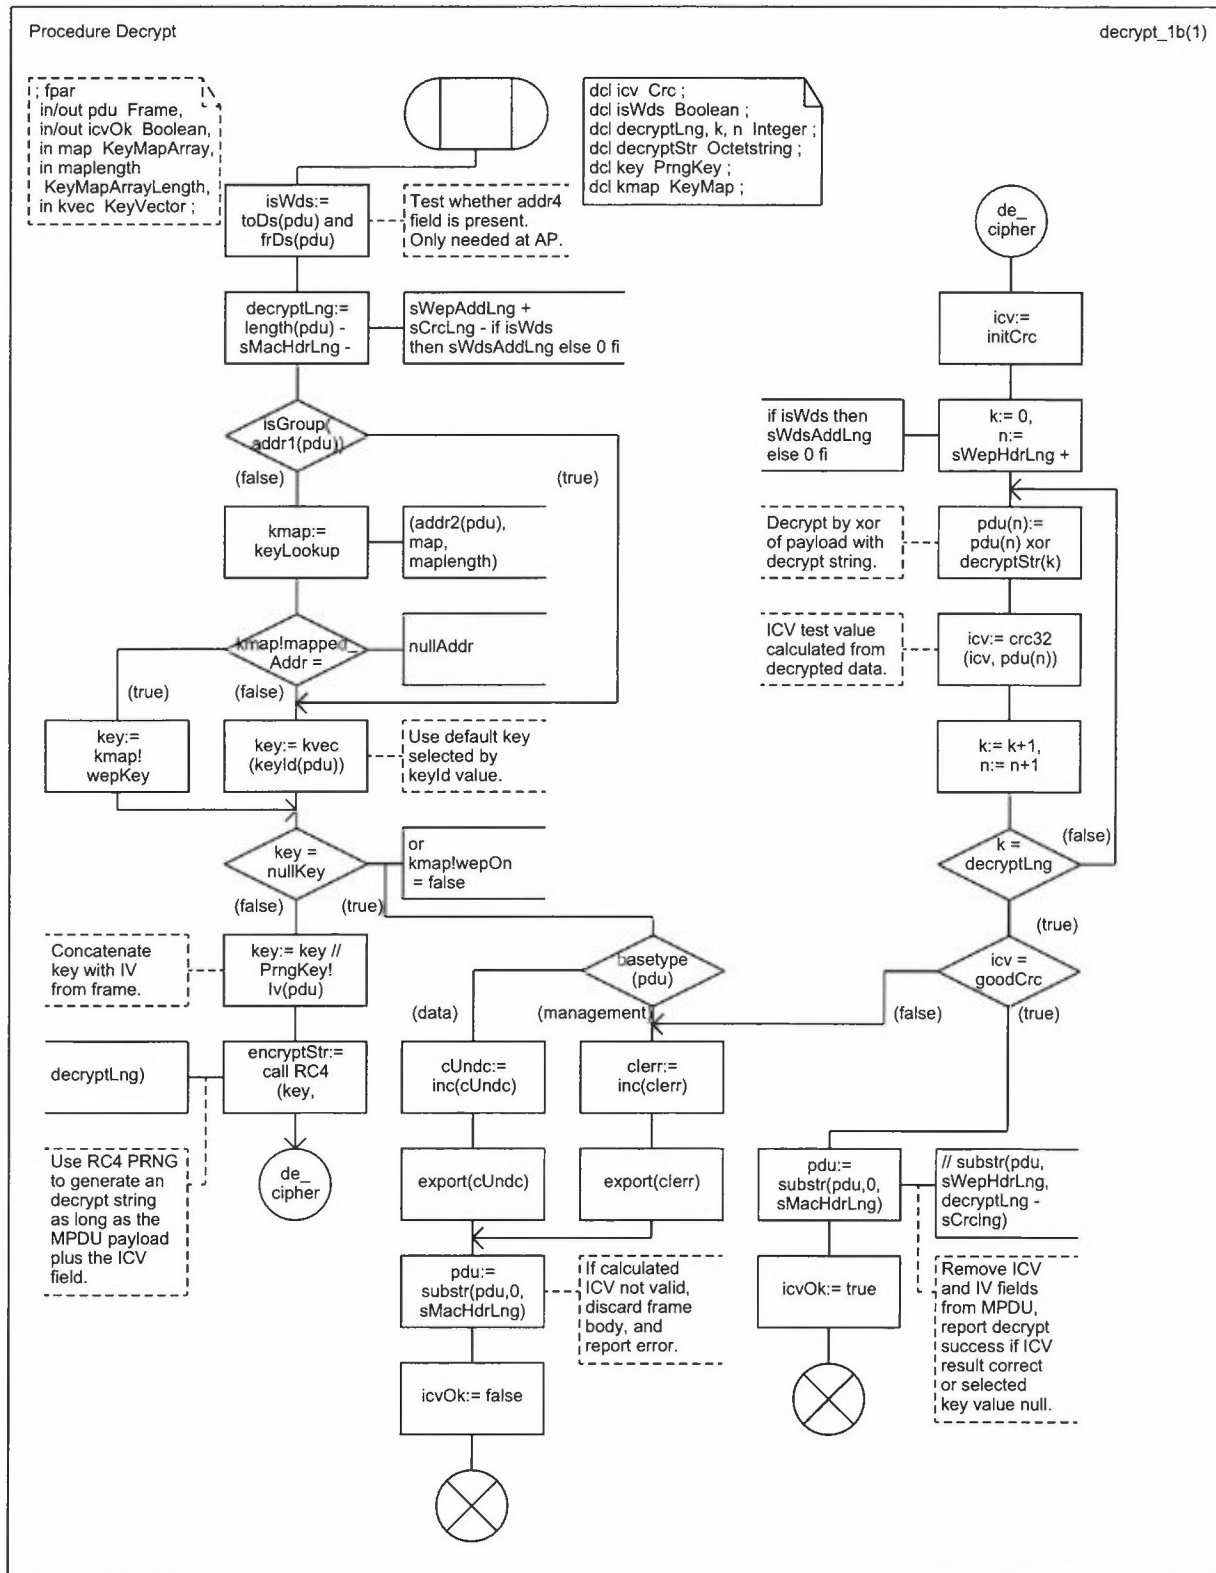 Procedure Decrypt
decrypt_1b(1)
; fpar
in/out pdu Frame,
in/out icvOk Boolean,
in map KeyMapArray,
in maplength
KeyMapArrayLength,
in kvec KeyVector ;
dcl icv Crc ;
dcl isWds Boolean ;
dcl decryptLng, k, n Integer ;
dcl decryptStr Octetstring ;
dcl key PrngKey ;
dcl kmap KeyMap ;
isWds:=
toDs(pdu) and
frDs(pdu)
Test whether addr4
field is present.
Only needed at AP.
decryptLng:=
length(pdu) -
sMacHdrLng -
sWepAddLng +
sCrcLng - if isWds
then sWdsAddLng else 0 fi
isGroup(
addr1(pdu))
(false)
(true)
kmap:=
keyLookup
(addr2(pdu),
map,
maplength)
kmap!mapped_
Addr =
nullAddr
(true)
(false)
key:=
kmap!
wepKey
key:= kvec
(keyId(pdu))
Use default key
selected by
keyId value.
key =
nullKey
or
kmap!wepOn
= false
(false)
(true)
Concatenate
key with IV
from frame.
key:= key //
PrngKey!
Iv(pdu)
decryptLng)
encryptStr:=
call RC4
(key,
Use RC4 PRNG
to generate an
decrypt string
as long as the
MPDU payload
plus the ICV
field.
de_
cipher
basetype
(pdu)
(data)
(management)
cUndc:=
inc(cUndc)
cIerr:=
inc(cIerr)
export(cUndc)
export(cIerr)
pdu:=
substr(pdu,0,
sMacHdrLng)
If calculated
ICV not valid,
discard frame
body, and
report error.
icvOk:= false
de_
cipher
icv:=
initCrc
if isWds then
sWdsAddLng
else 0 fi
k:= 0,
n:=
sWepHdrLng +
Decrypt by xor
of payload with
decrypt string.
pdu(n):=
pdu(n) xor
decryptStr(k)
ICV test value
calculated from
decrypted data.
icv:= crc32
(icv, pdu(n))
k:= k+1,
n:= n+1
k =
decryptLng
(false)
(true)
icv =
goodCrc
(false)
(true)
pdu:=
substr(pdu,0,
sMacHdrLng)
// substr(pdu,
sWepHdrLng,
decryptLng -
sCrclng)
icvOk:= true
Remove ICV
and IV fields
from MPDU,
report decrypt
success if ICV
result correct
or selected
key value null.